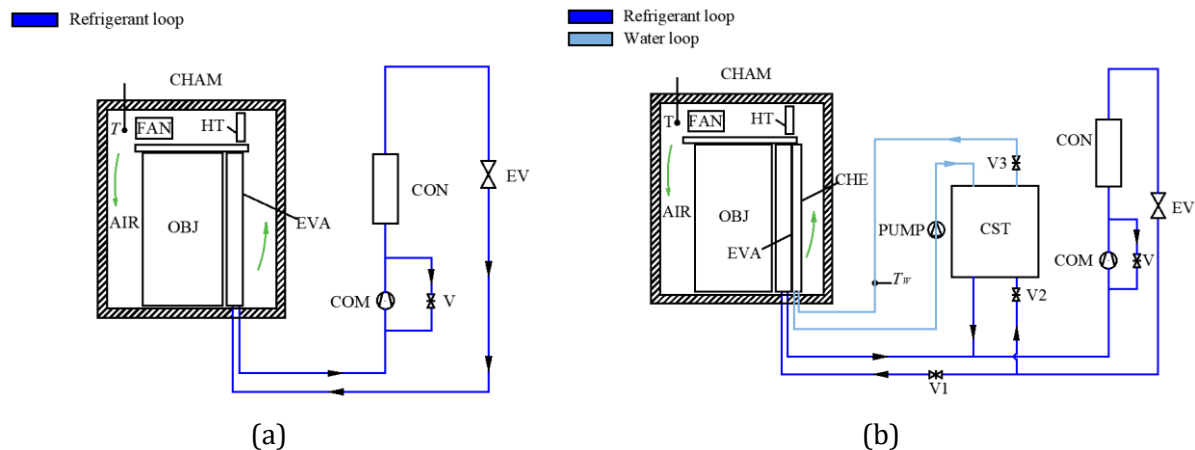 Refrigerant loop
CHAM
T
FAN
HT
CON
EV
AIR
OBJ
EVA
COM
V
(a)
Refrigerant loop
Water loop
CHAM
T
FAN
HT
CON
V3
CHE
EV
AIR
OBJ
PUMP
CST
EVA
COM
V
Tw
V2
V1
(b)